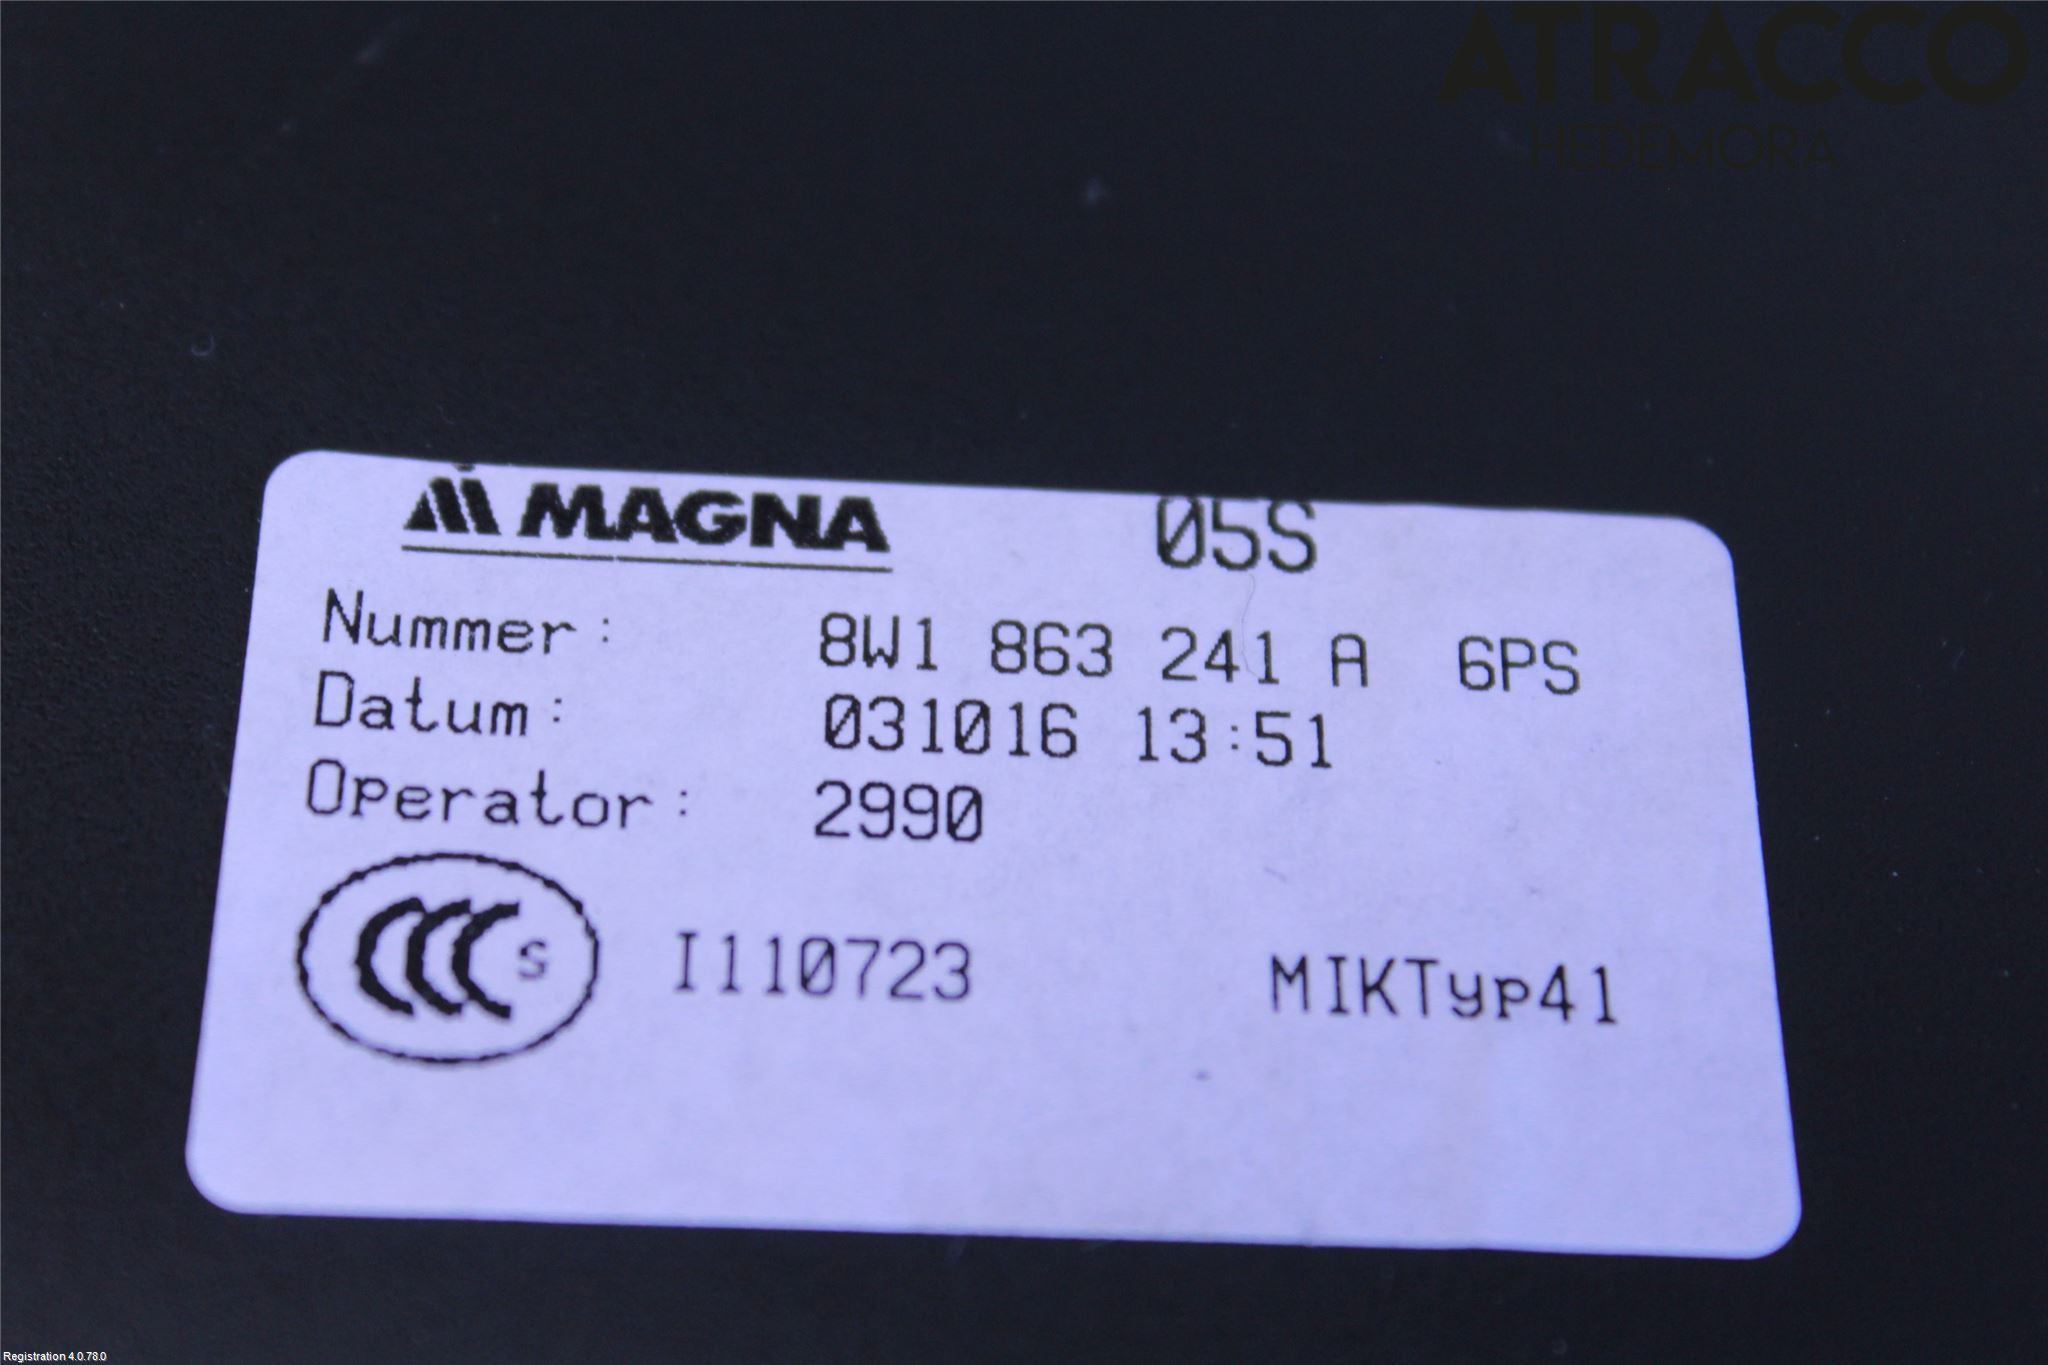 ATRACCO
HEDEMORA
MAGNA 05S
Nummer: 8W1 863 241 A 6PS
Datum: 031016 13:51
Operator: 2990
CCC S I110723 MIKTyp41
Registration 4.0.78.0